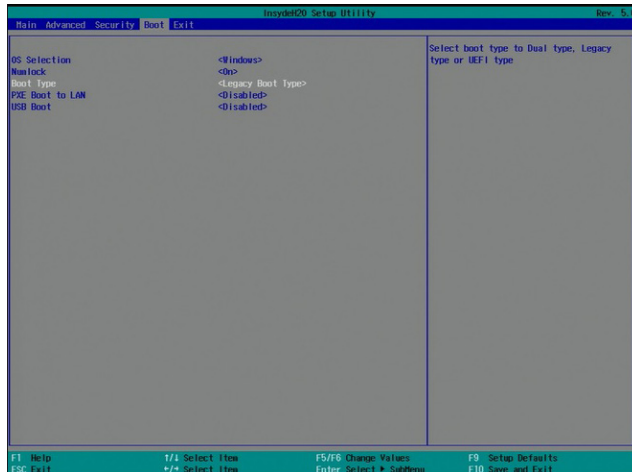 InsydeH20 Setup Utility Rev. 5.
Main Advanced Security Boot Exit
Select boot type to Dual type, Legacy
type or UEFI type
OS Selection <Windows>
Numlock <On>
Boot Type <Legacy Boot Type>
PXE Boot to LAN <Disabled>
USB Boot <Disabled>
F1 Help ↑/↓ Select Item F5/F6 Change Values F9 Setup Defaults
ESC Exit ←/→ Select Item Enter Select ▶ SubMenu F10 Save and Exit